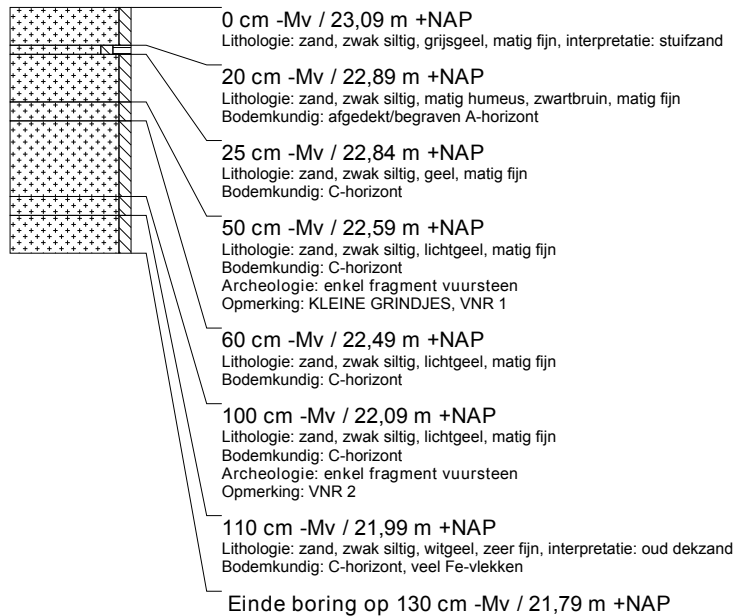 0 cm -Mv / 23,09 m +NAP
Lithologie: zand, zwak siltig, grijsgeel, matig fijn, interpretatie: stuifzand
20 cm -Mv / 22,89 m +NAP
Lithologie: zand, zwak siltig, matig humeus, zwartbruin, matig fijn
Bodemkundig: afgedekt/begraven A-horizont
25 cm -Mv / 22,84 m +NAP
Lithologie: zand, zwak siltig, geel, matig fijn
Bodemkundig: C-horizont
50 cm -Mv / 22,59 m +NAP
Lithologie: zand, zwak siltig, lichtgeel, matig fijn
Bodemkundig: C-horizont
Archeologie: enkel fragment vuursteen
Opmerking: KLEINE GRINDJES, VNR 1
60 cm -Mv / 22,49 m +NAP
Lithologie: zand, zwak siltig, lichtgeel, matig fijn
Bodemkundig: C-horizont
100 cm -Mv / 22,09 m +NAP
Lithologie: zand, zwak siltig, lichtgeel, matig fijn
Bodemkundig: C-horizont
Archeologie: enkel fragment vuursteen
Opmerking: VNR 2
110 cm -Mv / 21,99 m +NAP
Lithologie: zand, zwak siltig, witgeel, zeer fijn, interpretatie: oud dekzand
Bodemkundig: C-horizont, veel Fe-vlekken
Einde boring op 130 cm -Mv / 21,79 m +NAP